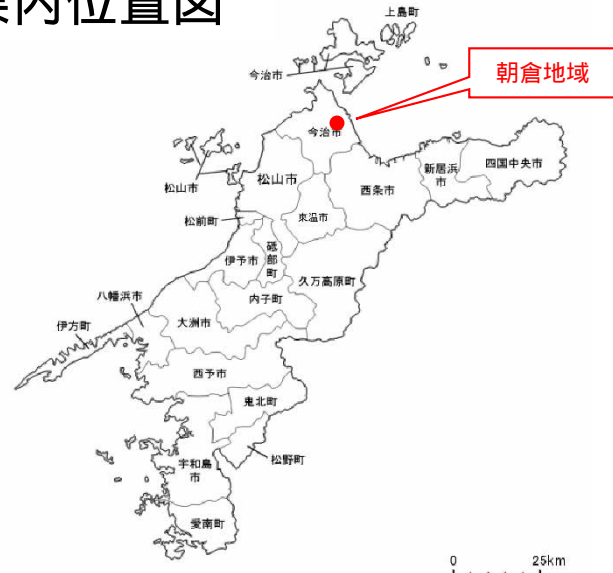 案内位置図
上島町
今治市
朝倉地域
今治市
松山市
松山市
西条市
新居浜
市
四国中央市
東温市
松前町
伊予市
砥
部
町
久万高原町
内子町
八幡浜市
大洲市
伊方町
西予市
鬼北町
松野町
宇和島
市
愛南町
0 25km